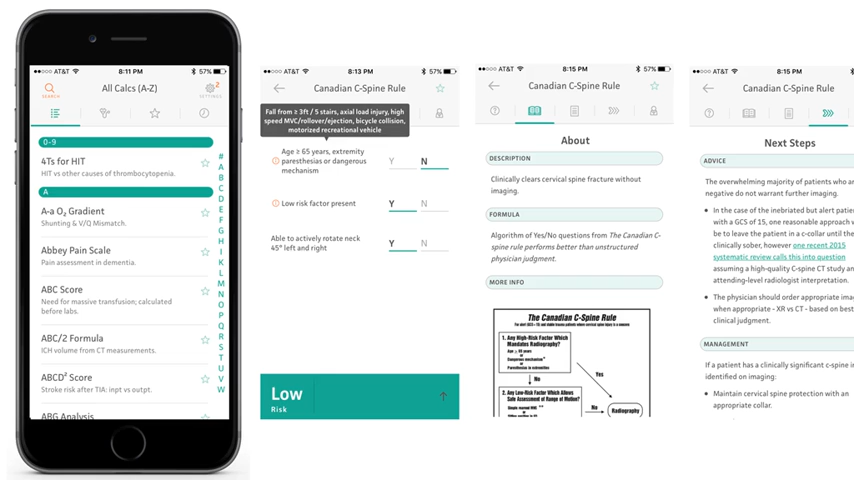 ●●○○○ AT&T 8:11 PM 57%
All Calcs (A-Z)
2
SEARCH
SETTINGS
0-9
4Ts for HIT
HIT vs other causes of thrombocytopenia.
A
A-a O₂ Gradient
Shunting & V/Q Mismatch.
Abbey Pain Scale
Pain assessment in dementia.
ABC Score
Need for massive transfusion; calculated
before labs.
ABC/2 Formula
ICH volume from CT measurements.
ABCD² Score
Stroke risk after TIA: inpt vs outpt.
ABG Analysis
#
A
B
C
D
E
F
G
H
I
K
L
M
N
O
P
Q
R
S
T
U
V
W
●●○○○ AT&T 8:13 PM 57%
Canadian C-Spine Rule
Fall from ≥ 3ft / 5 stairs, axial load injury, high
speed MVC/rollover/ejection, bicycle collision,
motorized recreational vehicle
Age ≥ 65 years, extremity
paresthesias or dangerous
mechanism
Y N
Low risk factor present
Y N
Able to actively rotate neck
45° left and right
Y N
Low
Risk
●●○○○ AT&T 8:15 PM 57%
Canadian C-Spine Rule
About
DESCRIPTION
Clinically clears cervical spine fracture without
imaging.
FORMULA
Algorithm of Yes/No questions from The Canadian C-
spine rule performs better than unstructured
physician judgment.
MORE INFO
The Canadian C-Spine Rule
1. Any High-Risk Factor Which
Mandates Radiography?
Age ≥ 65 years
or
Dangerous mechanism
or
Paresthesias in extremities
No
Yes
2. Any Low-Risk Factor Which Allows
Safe Assessment of Range of Motion?
Simple rearend MVC
or
No
Radiography
●●○○○ AT&T 8:15 PM
Canadian C-Spine Rule
Next Steps
ADVICE
The overwhelming majority of patients who ar
negative do not warrant further imaging.
• In the case of the inebriated but alert patie
with a GCS of 15, one reasonable approach
be to leave the patient in a c-collar until the
clinically sober, however one recent 2015
systematic review calls this into question
assuming a high-quality C-spine CT study an
attending-level radiologist interpretation.
• The physician should order appropriate imag
when appropriate - XR vs CT - based on best
clinical judgment.
MANAGEMENT
If a patient has a clinically significant c-spine in
identified on imaging:
• Maintain cervical spine protection with an
appropriate collar.